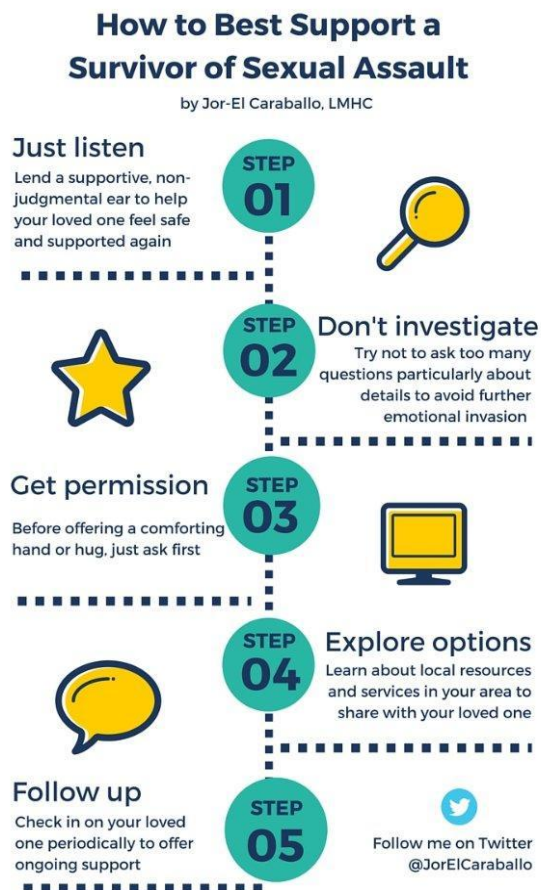 How to Best Support a
Survivor of Sexual Assault
by Jor-El Caraballo, LMHC
Just listen
Lend a supportive, non-
judgmental ear to help
your loved one feel safe
and supported again
STEP
01
STEP
02
Don't investigate
Try not to ask too many
questions particularly about
details to avoid further
emotional invasion
Get permission
Before offering a comforting
hand or hug, just ask first
STEP
03
STEP
04
Explore options
Learn about local resources
and services in your area to
share with your loved one
Follow up
Check in on your loved
one periodically to offer
ongoing support
STEP
05
Follow me on Twitter
@JorElCaraballo